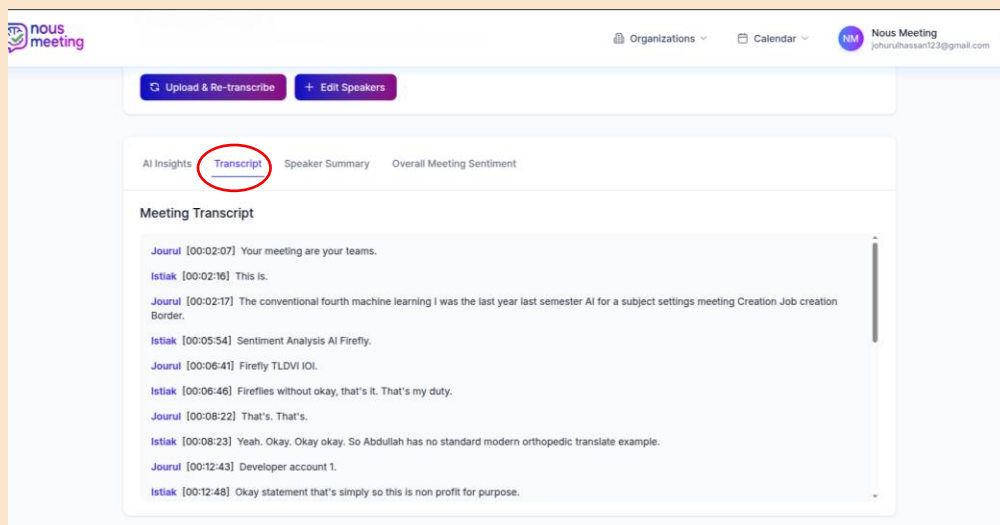 nous
meeting
Organizations
Calendar
NM
Nous Meeting
johurulhassan123@gmail.com
Upload & Re-transcribe
+ Edit Speakers
AI Insights
Transcript
Speaker Summary
Overall Meeting Sentiment
Meeting Transcript
Jourul [00:02:07] Your meeting are your teams.
Istiak [00:02:16] This is.
Jourul [00:02:17] The conventional fourth machine learning I was the last year last semester AI for a subject settings meeting Creation Job creation
Border.
Istiak [00:05:54] Sentiment Analysis AI Firefly.
Jourul [00:06:41] Firefly TLDVI IOI.
Istiak [00:06:46] Fireflies without okay, that's it. That's my duty.
Jourul [00:08:22] That's. That's.
Istiak [00:08:23] Yeah. Okay. Okay okay. So Abdullah has no standard modern orthopedic translate example.
Jourul [00:12:43] Developer account 1.
Istiak [00:12:48] Okay statement that's simply so this is non profit for purpose.